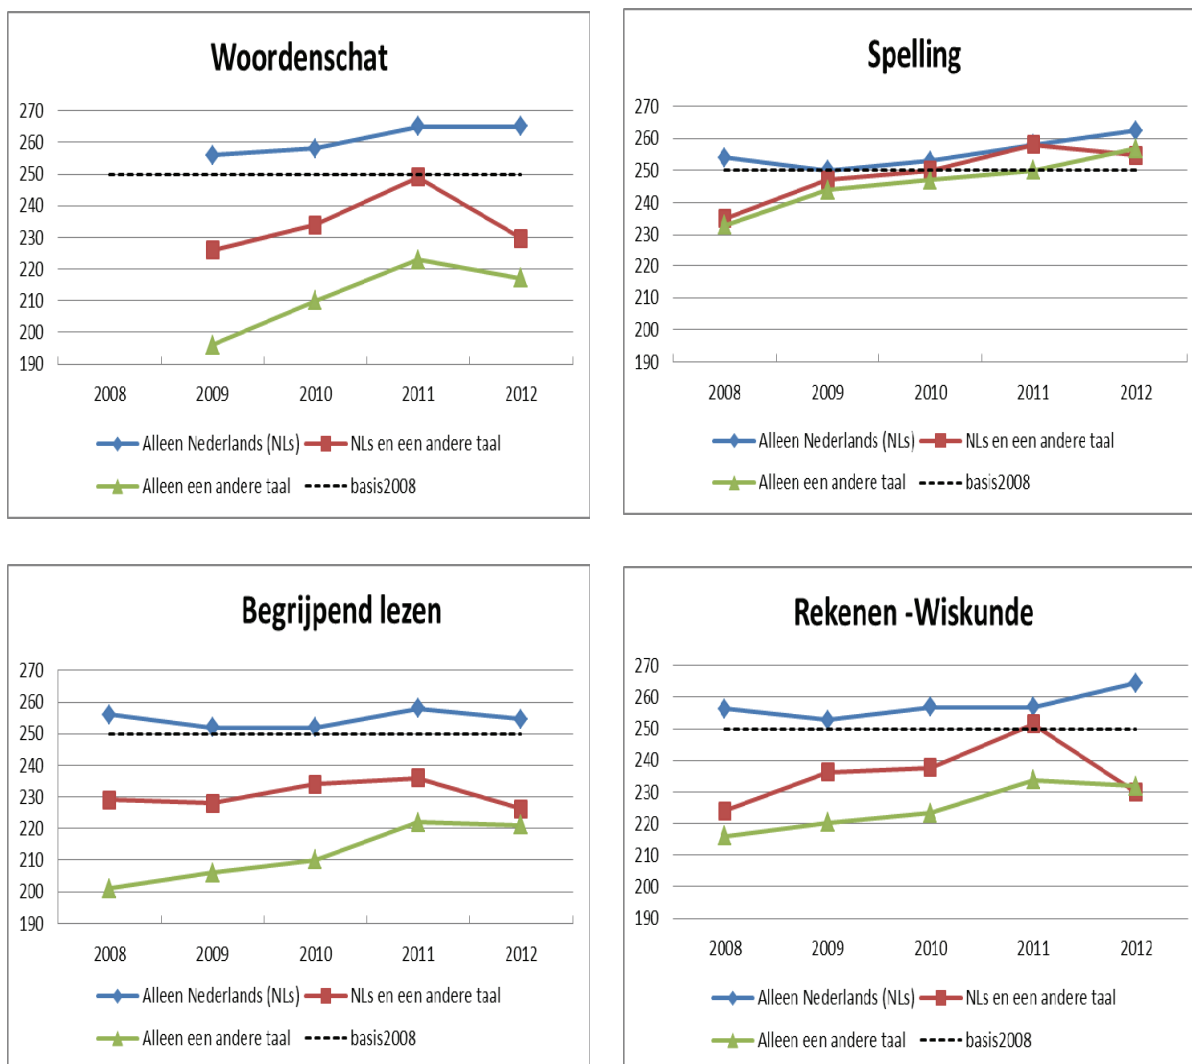 Woordenschat
270
260
250
240
230
220
210
200
190
2008 2009 2010 2011 2012
Alleen Nederlands (NLs) NLs en een andere taal
Alleen een andere taal basis2008
Spelling
270
260
250
240
230
220
210
200
190
2008 2009 2010 2011 2012
Alleen Nederlands (NLs) NLs en een andere taal
Alleen een andere taal basis2008
Begrijpend lezen
270
260
250
240
230
220
210
200
190
2008 2009 2010 2011 2012
Alleen Nederlands (NLs) NLs en een andere taal
Alleen een andere taal basis2008
Rekenen -Wiskunde
270
260
250
240
230
220
210
200
190
2008 2009 2010 2011 2012
Alleen Nederlands (NLs) NLs en een andere taal
Alleen een andere taal basis2008